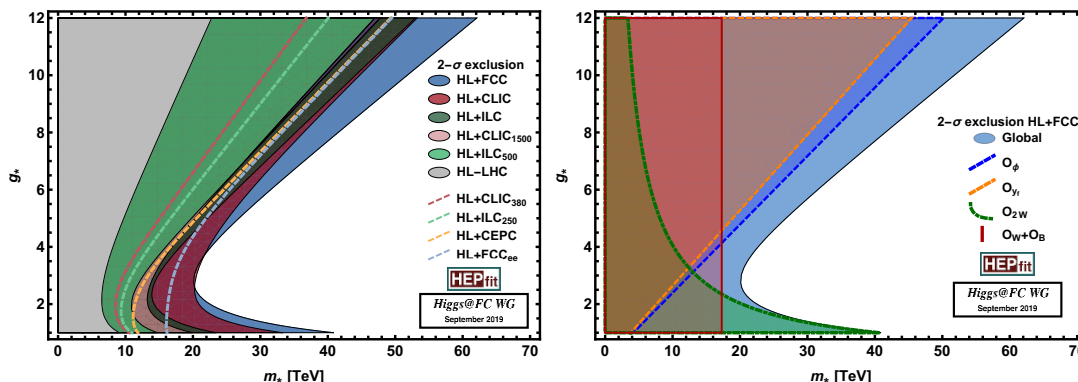 12
10
8
6
4
2
g*
0
10
20
30
40
50
60
70
m* [TeV]
2-σ exclusion
HL+FCC
HL+CLIC
HL+ILC
HL+CLIC1500
HL+ILC500
HL-LHC
HL+CLIC380
HL+ILC250
HL+CEPC
HL+FCCee
HEPfit
Higgs@FC WG
September 2019
12
10
8
6
4
2
g*
0
10
20
30
40
50
60
70
m* [TeV]
2-σ exclusion HL+FCC
Global
Oϕ
Oyf
O2W
OW+OB
HEPfit
Higgs@FC WG
September 2019